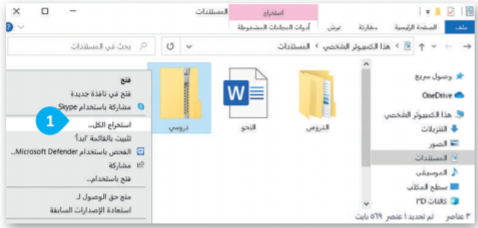 المستندات
استخراج
ملف
الصفحة الرئيسية
مشاركة
عرض
أدوات المجلدات المضغوطة
هذا الكمبيوتر الشخصي › المستندات
بحث في المستندات
وصول سريع
OneDrive
هذا الكمبيوتر الشخصي
التنزيلات
الصور
المستندات
الموسيقى
سطح المكتب
كائنات 3D
الدروس
النحو
دروسي
فتح
فتح في نافذة جديدة
مشاركة باستخدام Skype
1
استخراج الكل...
تثبيت بالقائمة "ابدأ"
الفحص باستخدام Microsoft Defender...
مشاركة
فتح باستخدام...
منح حق الوصول لـ
استعادة الإصدارات السابقة
٣ عناصر تم تحديد ١ عنصر ٥٦٩ بايت